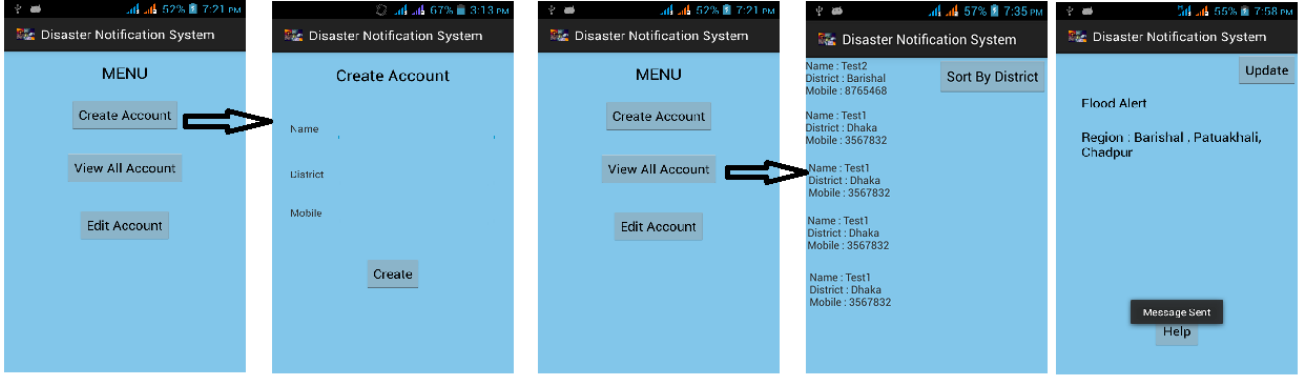 52% 7:21 PM
Disaster Notification System
MENU
Create Account
View All Account
Edit Account
67% 3:13 PM
Disaster Notification System
Create Account
Name
District
Mobile
Create
52% 7:21 PM
Disaster Notification System
MENU
Create Account
View All Account
Edit Account
57% 7:35 PM
Disaster Notification System
Sort By District
Name : Test2
District : Barishal
Mobile : 8765468
Name : Test1
District : Dhaka
Mobile : 3567832
Name : Test1
District : Dhaka
Mobile : 3567832
Name : Test1
District : Dhaka
Mobile : 3567832
Name : Test1
District : Dhaka
Mobile : 3567832
55% 7:58 PM
Disaster Notification System
Update
Flood Alert
Region : Barishal , Patuakhali,
Chadpur
Message Sent
Help